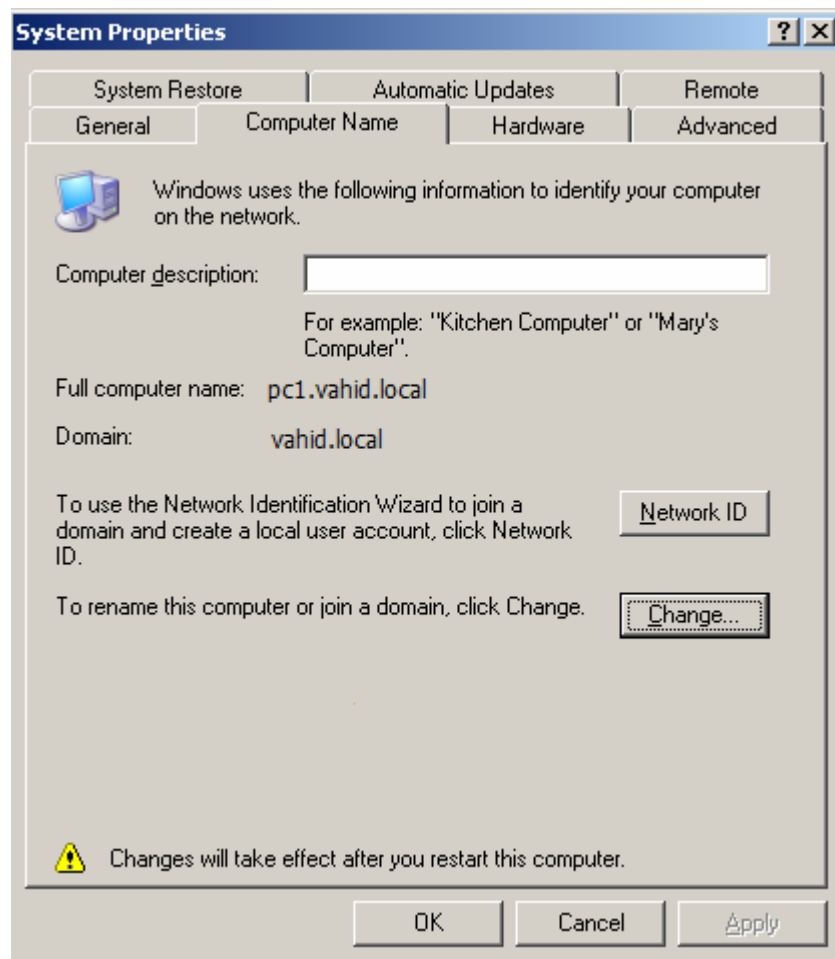 System Properties
System Restore
Automatic Updates
Remote
General
Computer Name
Hardware
Advanced
Windows uses the following information to identify your computer
on the network.
Computer description:
For example: "Kitchen Computer" or "Mary's
Computer".
Full computer name: pc1.vahid.local
Domain: vahid.local
To use the Network Identification Wizard to join a
domain and create a local user account, click Network
ID.
Network ID
To rename this computer or join a domain, click Change.
Change...
Changes will take effect after you restart this computer.
OK
Cancel
Apply